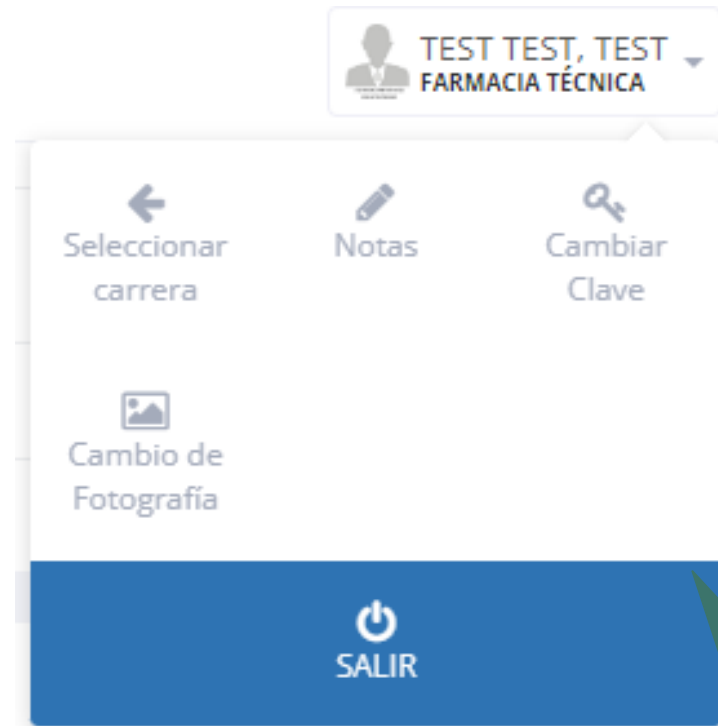 TEST TEST, TEST
FARMACIA TÉCNICA
Seleccionar
carrera
Notas
Cambiar
Clave
Cambio de
Fotografía
SALIR